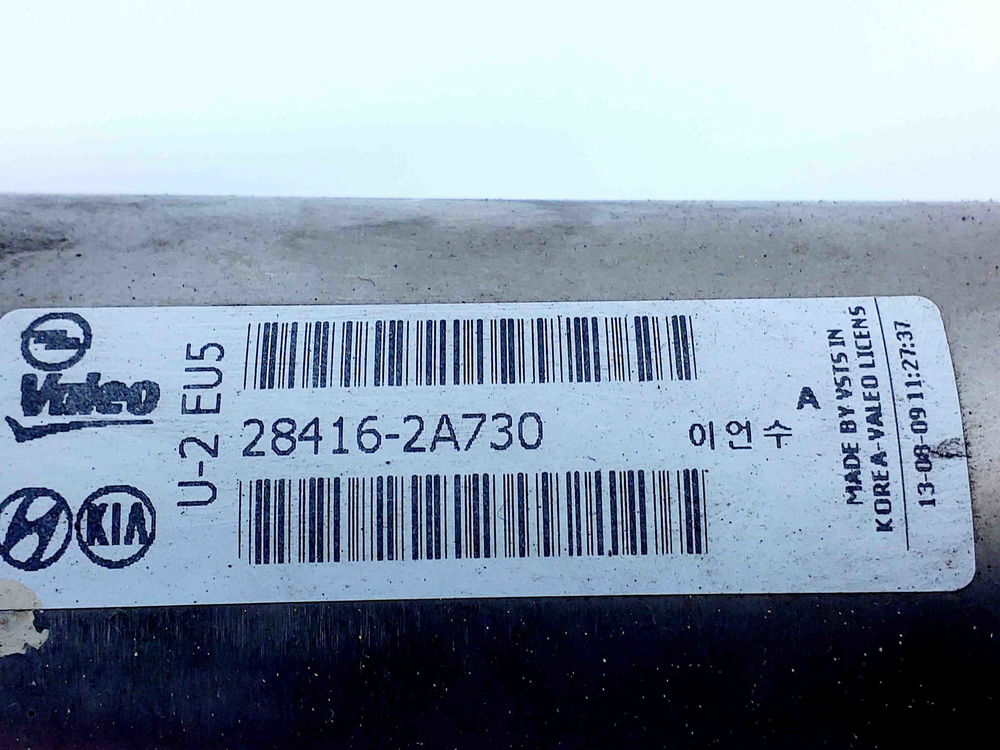 Valeo
KIA
U-2 EU5
28416-2A730
이연수
A
MADE BY VSTS IN
KOREA-VALEO LICENS
13-08-09 11:27:37